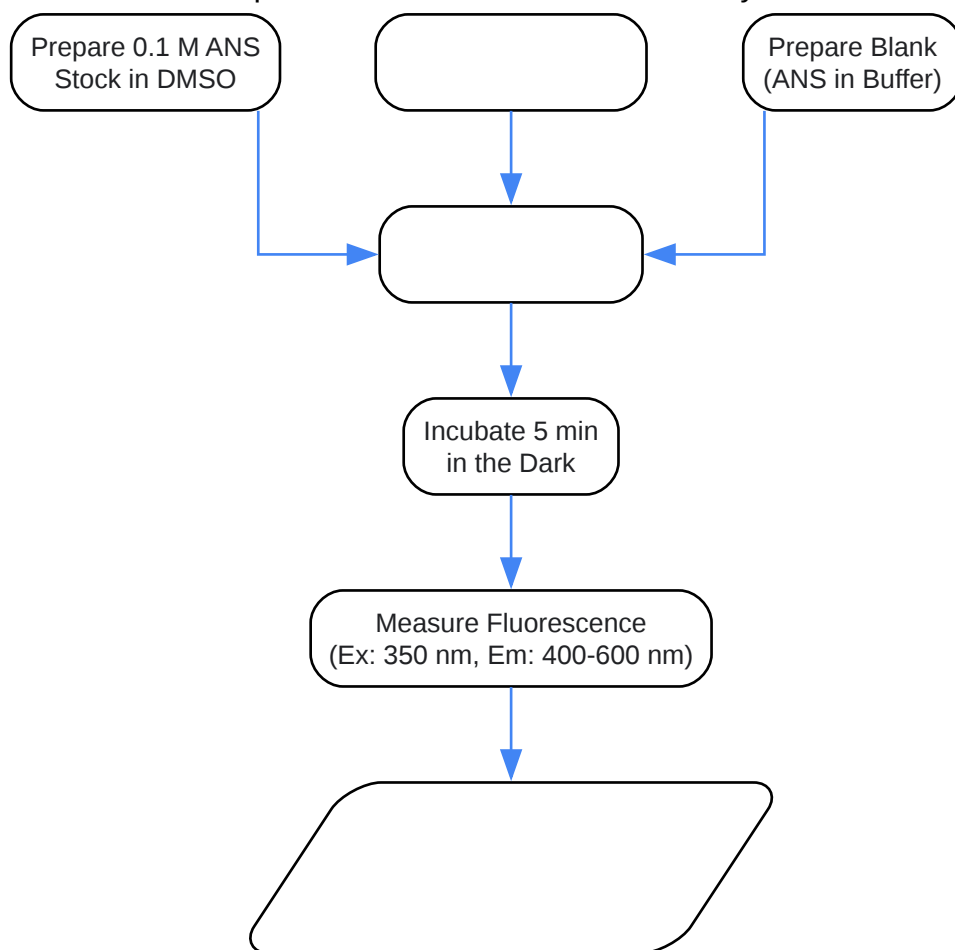 Prepare 0.1 M ANS
Stock in DMSO
Prepare Blank
(ANS in Buffer)
Incubate 5 min
in the Dark
Measure Fluorescence
(Ex: 350 nm, Em: 400-600 nm)